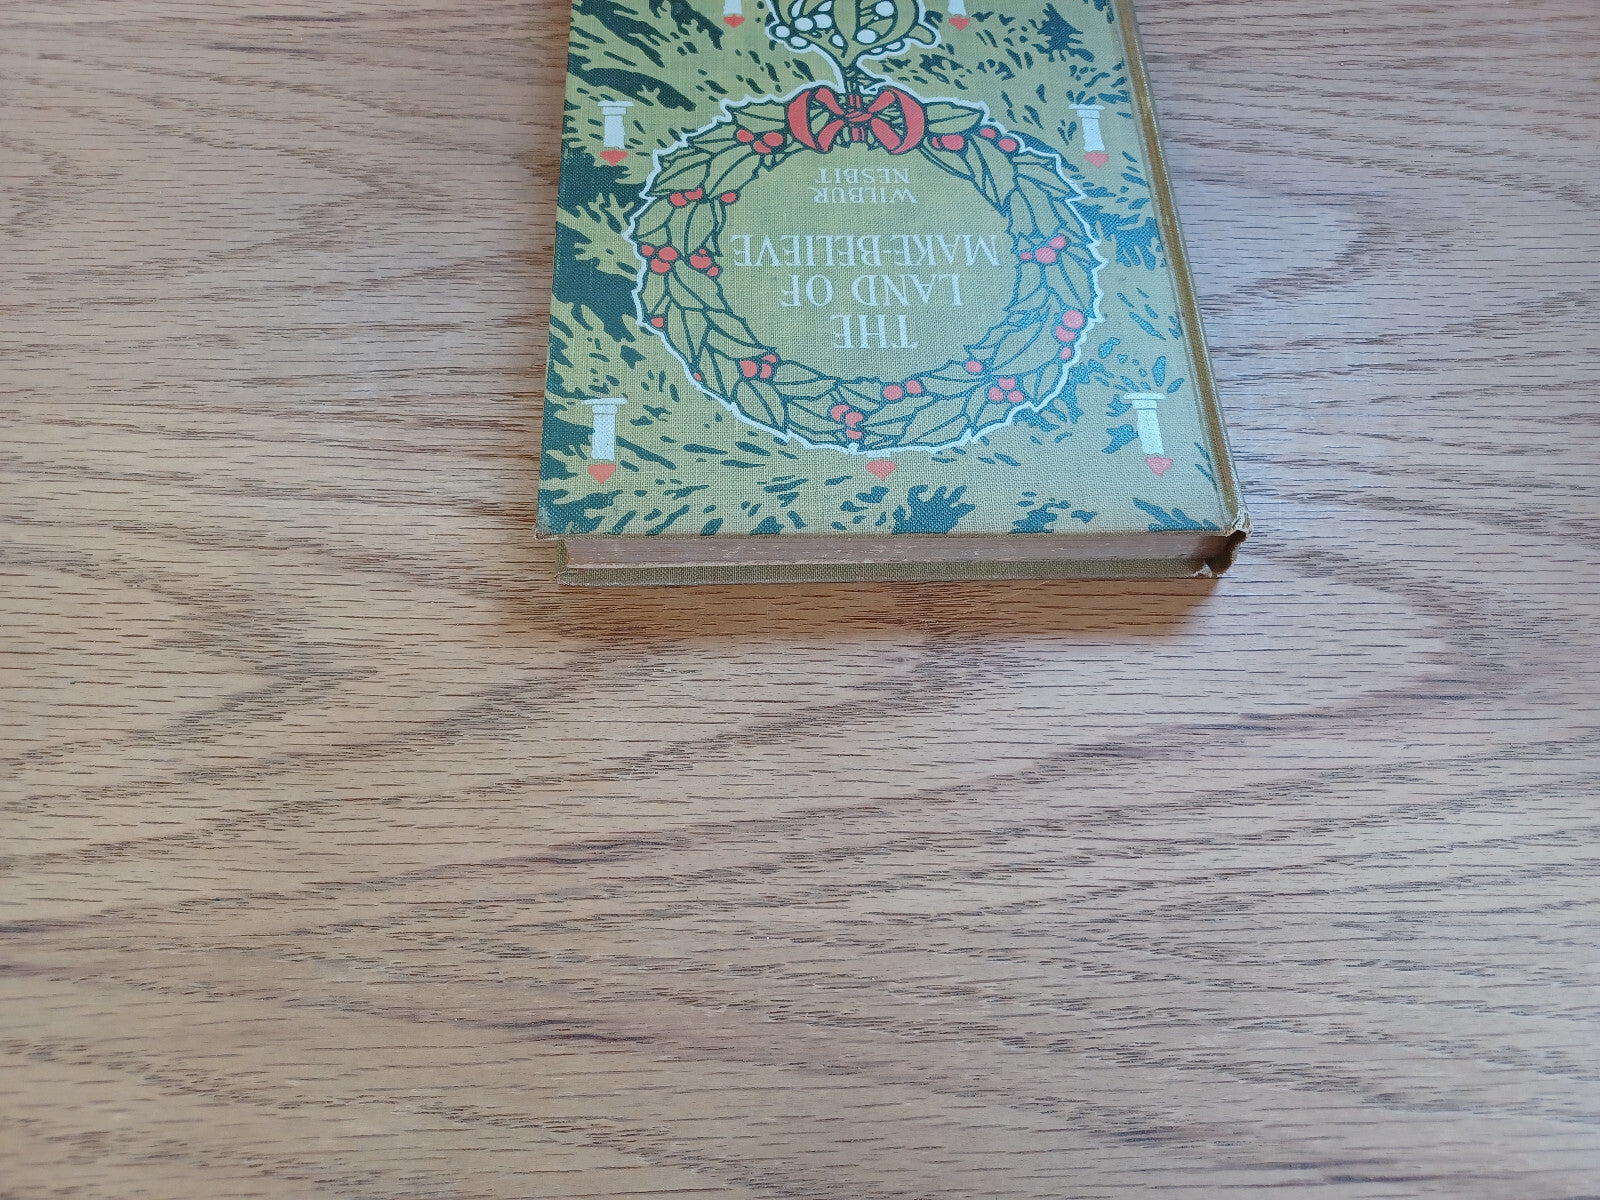 THE
LAND OF
MAKE-BELIEVE
WILBUR
NESBIT